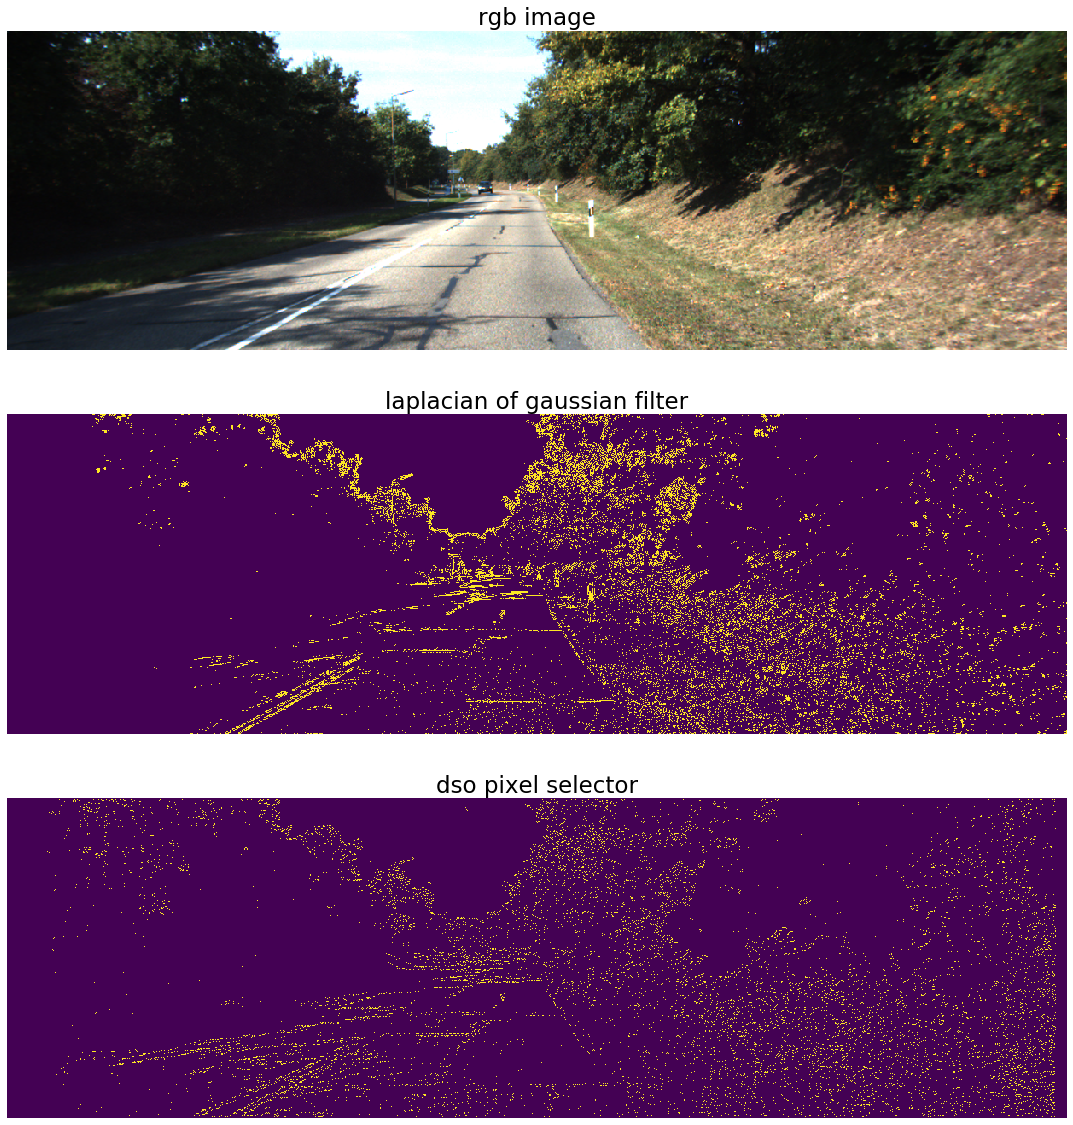 rgb image
laplacian of gaussian filter
dso pixel selector